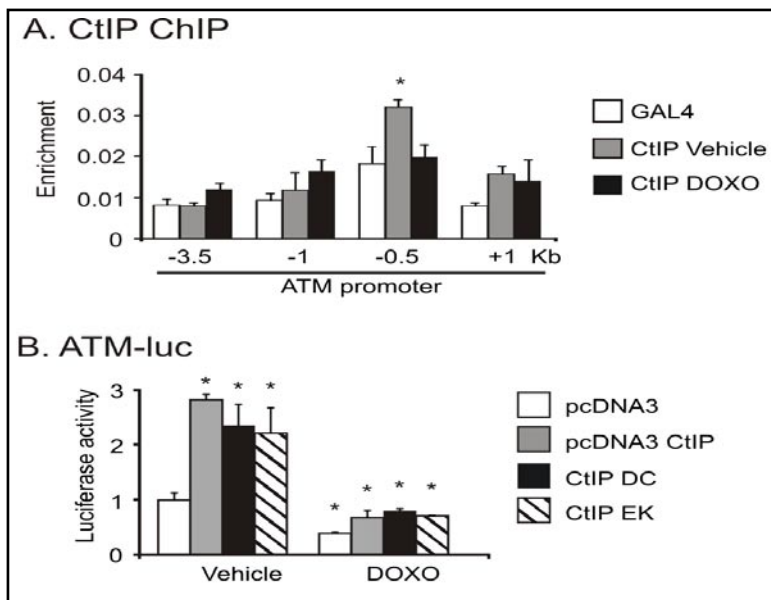 A. CtIP ChIP
Enrichment
0.04
0.03
0.02
0.01
0
*
-3.5 -1 -0.5 +1 Kb
ATM promoter
GAL4
CtIP Vehicle
CtIP DOXO
B. ATM-luc
Luciferase activity
3
2
1
0
* * *
* * * *
Vehicle DOXO
pcDNA3
pcDNA3 CtIP
CtIP DC
CtIP EK